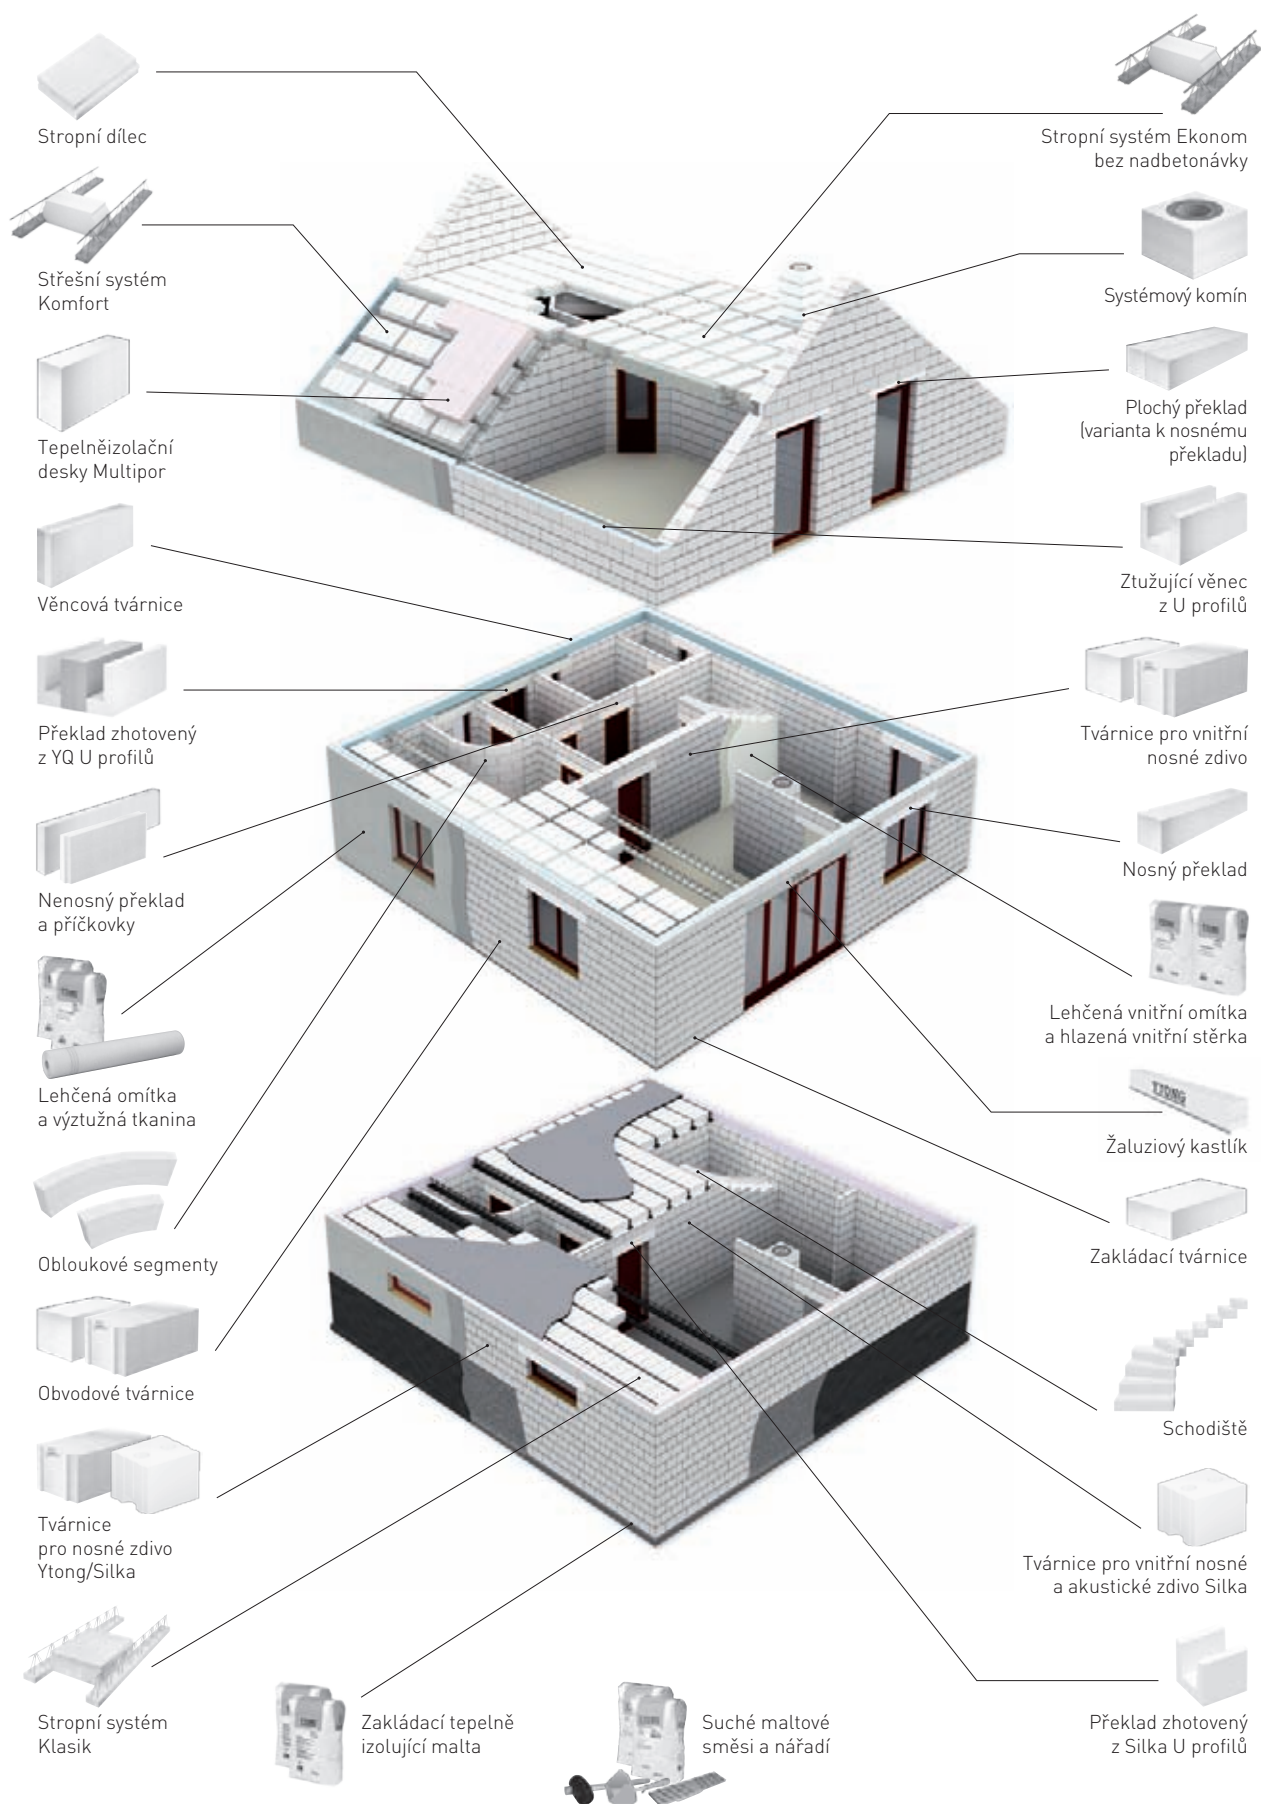 Stropní dílec
Střešní systém
Komfort
Tepelněizolační
desky Multipor
Věncová tvárnice
Překlad zhotovený
z YQ U profilů
Nenosný překlad
a příčkovky
Lehčená omítka
a výztužná tkanina
Obloukové segmenty
Obvodové tvárnice
Tvárnice
pro nosné zdivo
Ytong/Silka
Stropní systém
Klasik
Zakládací tepelně
izolující malta
Suché maltové
směsi a nářadí
Stropní systém Ekonom
bez nadbetonávky
Systémový komín
Plochý překlad
(varianta k nosnému
překladu)
Ztužující věnec
z U profilů
Tvárnice pro vnitřní
nosné zdivo
Nosný překlad
Lehčená vnitřní omítka
a hlazená vnitřní stěrka
YTONG
Žaluziový kastlík
Zakládací tvárnice
Schodiště
Tvárnice pro vnitřní nosné
a akustické zdivo Silka
Překlad zhotovený
z Silka U profilů